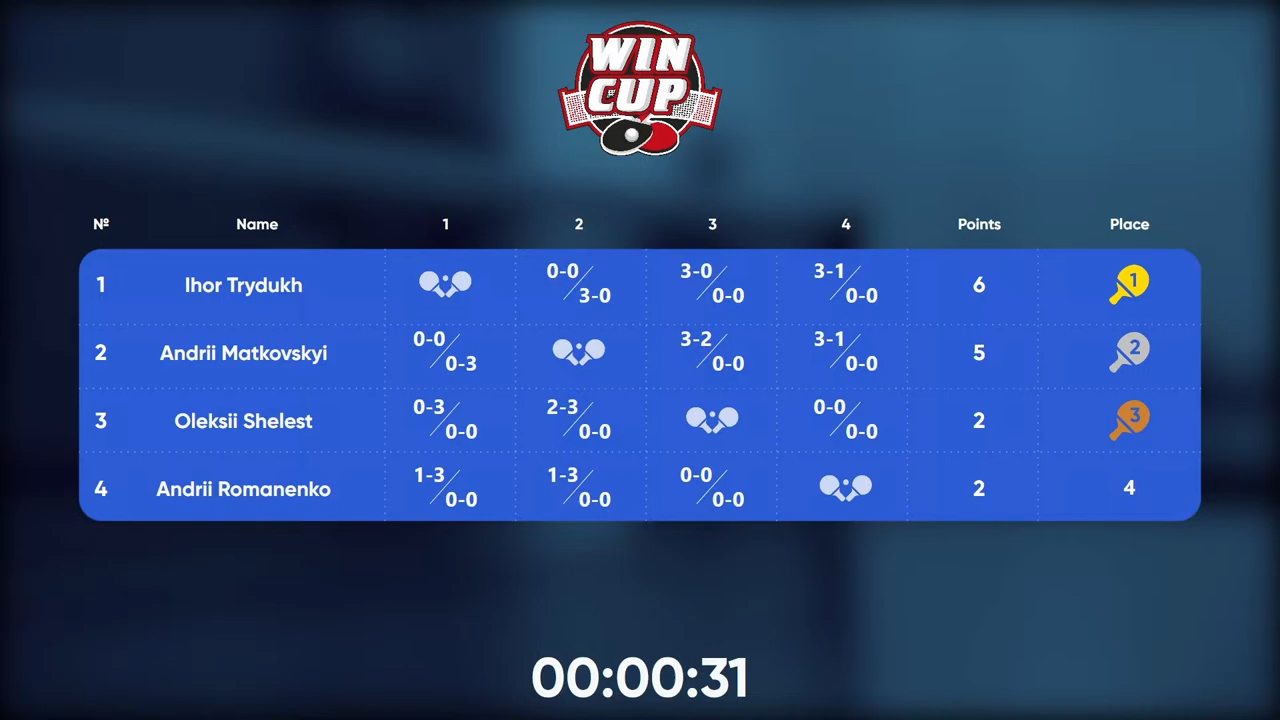 WIN
CUP
№ Name 1 2 3 4 Points Place
1 Ihor Trydukh 0-0/3-0 3-0/0-0 3-1/0-0 6 1
2 Andrii Matkovskyi 0-0/0-3 3-2/0-0 3-1/0-0 5 2
3 Oleksii Shelest 0-3/0-0 2-3/0-0 0-0/0-0 2 3
4 Andrii Romanenko 1-3/0-0 1-3/0-0 0-0/0-0 2 4
00:00:31